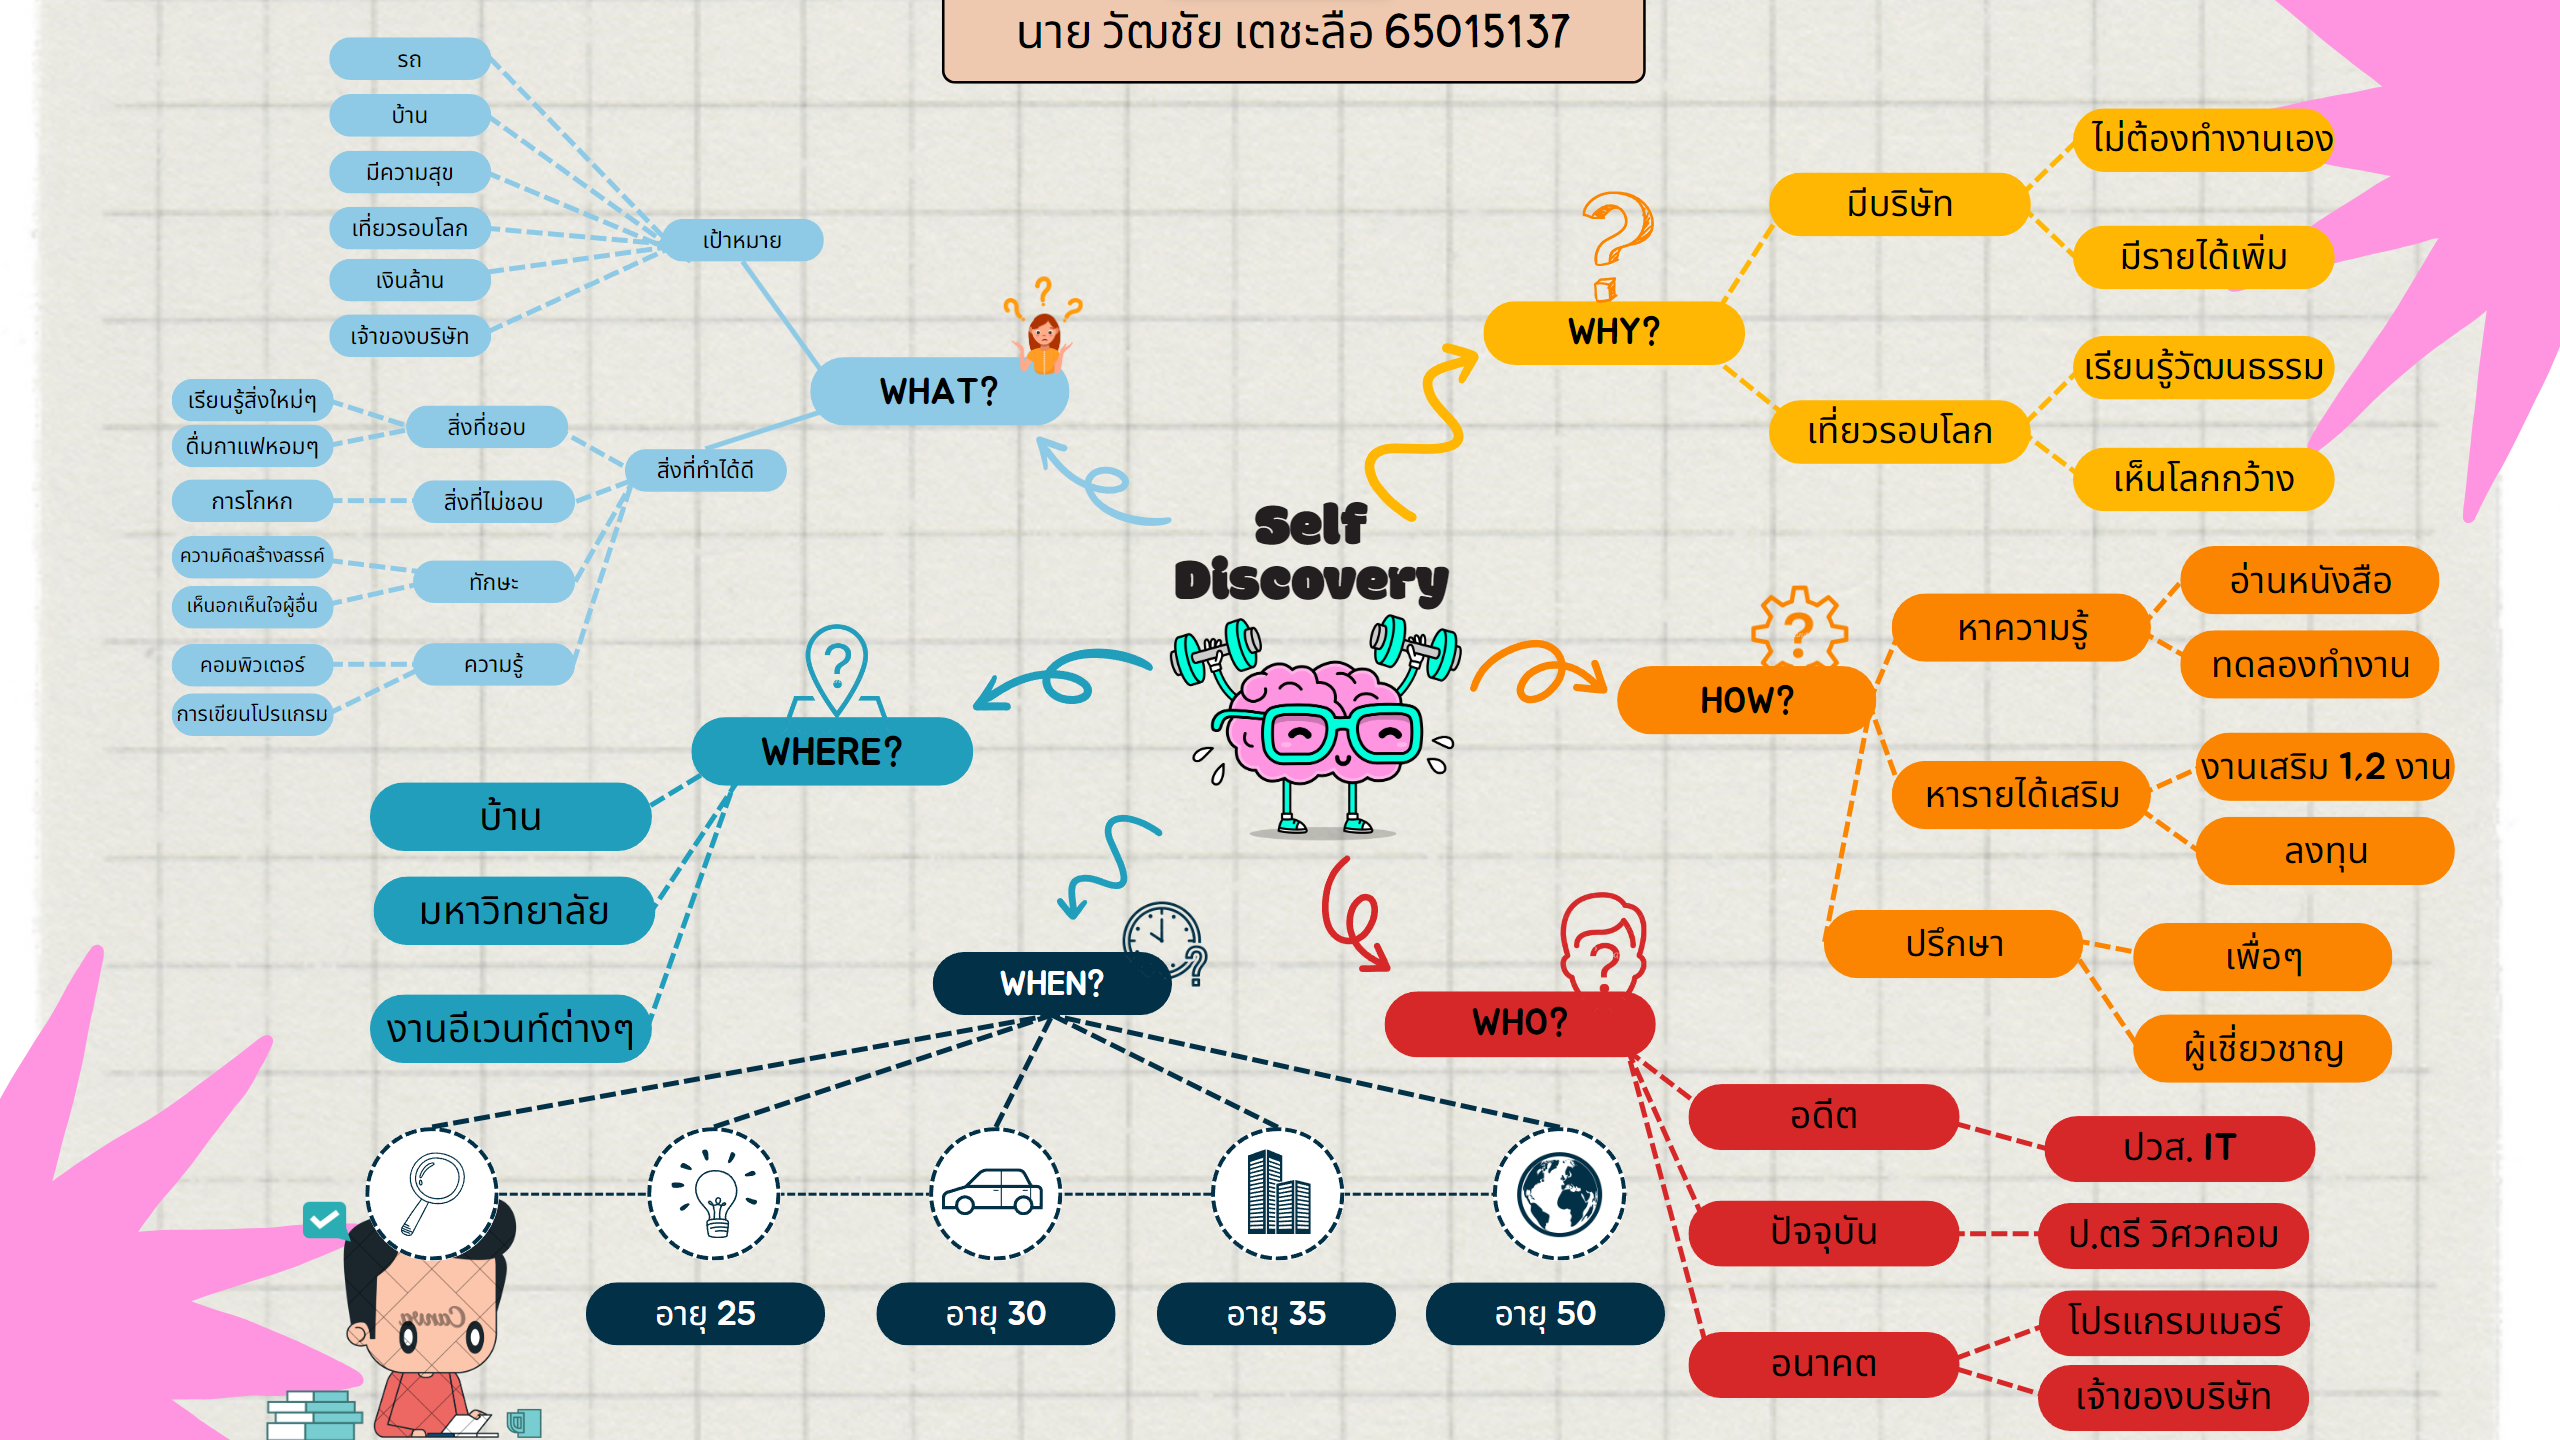 นาย วัฒชัย เตชะลือ 65015137
Self
Discovery
WHAT?
เป้าหมาย
รถ
บ้าน
มีความสุข
เที่ยวรอบโลก
เงินล้าน
เจ้าของบริษัท
สิ่งที่ทำได้ดี
สิ่งที่ชอบ
เรียนรู้สิ่งใหม่ๆ
ดื่มกาแฟหอมๆ
สิ่งที่ไม่ชอบ
การโกหก
ทักษะ
ความคิดสร้างสรรค์
เห็นอกเห็นใจผู้อื่น
ความรู้
คอมพิวเตอร์
การเขียนโปรแกรม
WHY?
มีบริษัท
ไม่ต้องทำงานเอง
มีรายได้เพิ่ม
เที่ยวรอบโลก
เรียนรู้วัฒนธรรม
เห็นโลกกว้าง
HOW?
หาความรู้
อ่านหนังสือ
ทดลองทำงาน
หารายได้เสริม
งานเสริม 1,2 งาน
ลงทุน
ปรึกษา
เพื่อๆ
ผู้เชี่ยวชาญ
WHERE?
บ้าน
มหาวิทยาลัย
งานอีเวนท์ต่างๆ
WHEN?
อายุ 25
อายุ 30
อายุ 35
อายุ 50
WHO?
อดีต
ปวส. IT
ปัจจุบัน
ป.ตรี วิศวคอม
อนาคต
โปรแกรมเมอร์
เจ้าของบริษัท
Canva